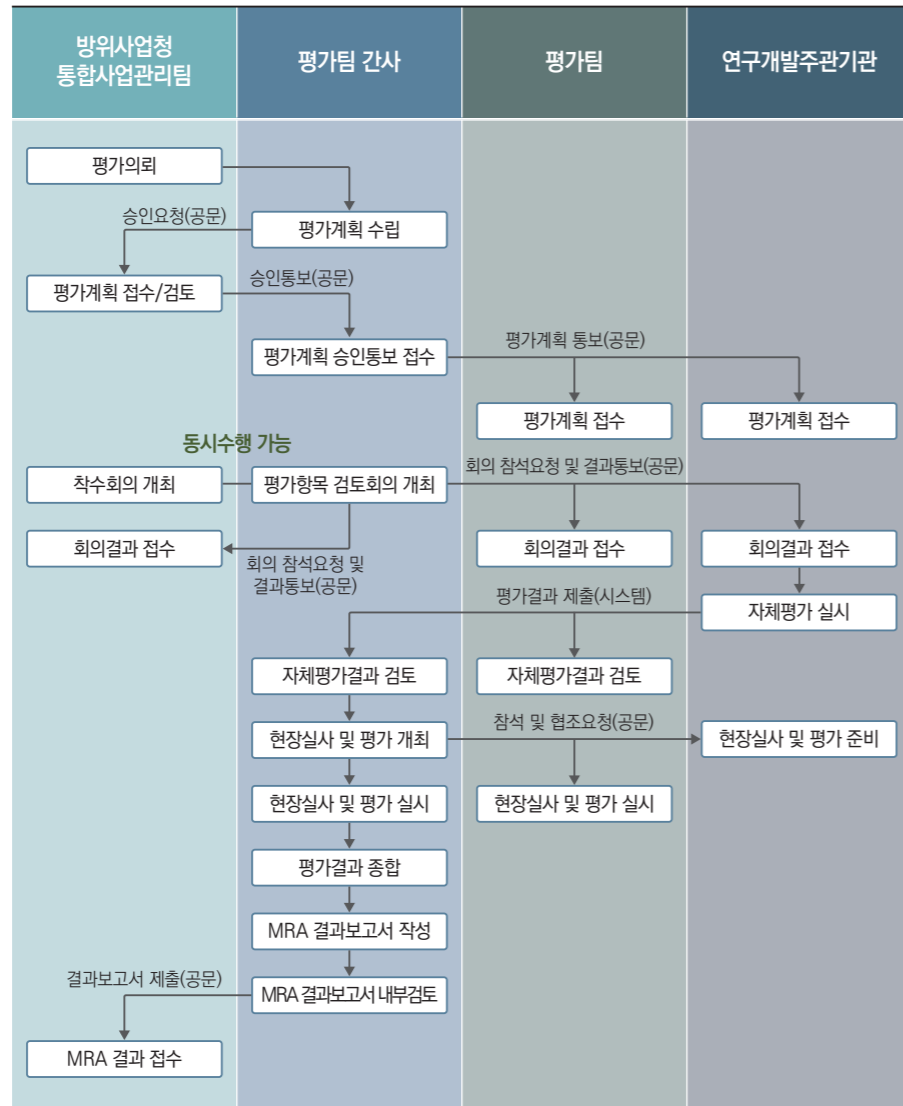 방위사업청
통합사업관리팀
평가팀 간사
평가팀
연구개발주관기관
평가의뢰
승인요청(공문)
평가계획 수립
평가계획 접수/검토
승인통보(공문)
평가계획 승인통보 접수
평가계획 통보(공문)
평가계획 접수
평가계획 접수
동시수행 가능
착수회의 개최
평가항목 검토회의 개최
회의 참석요청 및 결과통보(공문)
회의결과 접수
회의 참석요청 및
결과통보(공문)
회의결과 접수
회의결과 접수
평가결과 제출(시스템)
자체평가 실시
자체평가결과 검토
자체평가결과 검토
현장실사 및 평가 개최
참석 및 협조요청(공문)
현장실사 및 평가 준비
현장실사 및 평가 실시
현장실사 및 평가 실시
평가결과 종합
MRA 결과보고서 작성
결과보고서 제출(공문)
MRA 결과보고서 내부검토
MRA 결과 접수